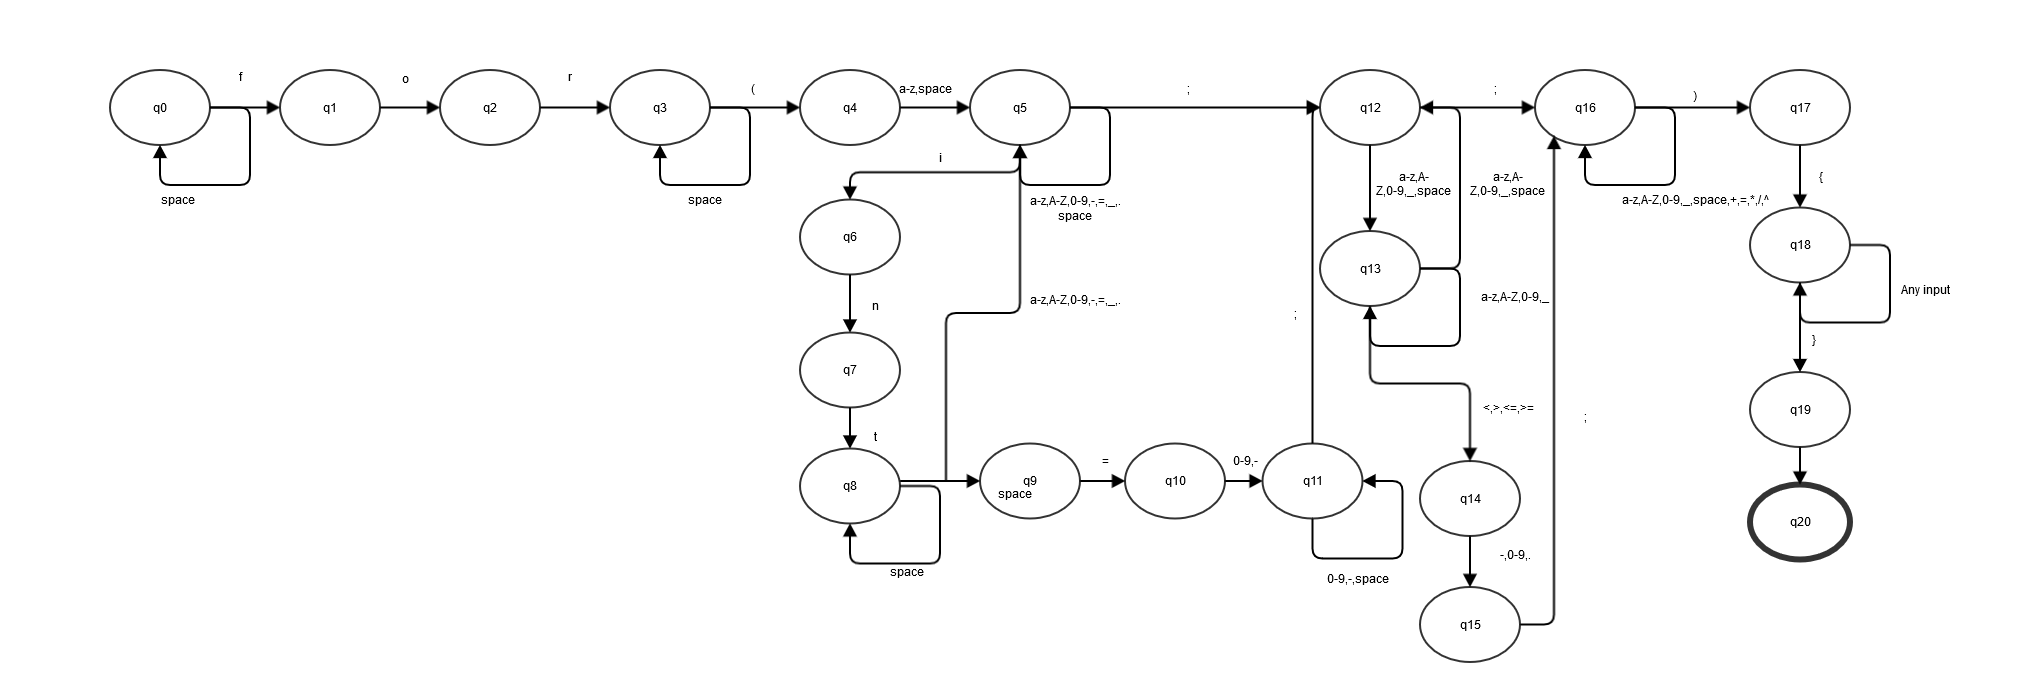 f
o
r
(
a-z,space
;
;
)
q0
q1
q2
q3
q4
q5
q12
q16
q17
space
space
i
a-z,A-Z,0-9,-,=,_,.
space
a-z,A-
Z,0-9,_,space
a-z,A-
Z,0-9,_,space
a-z,A-Z,0-9,_,space,+,=,*,/,^
{
q6
q13
q18
n
a-z,A-Z,0-9,-,=,_,.
;
a-z,A-Z,0-9,_
Any input
}
q7
t
<,>,<=,>=
;
q19
q8
q9
space
=
q10
0-9,-
q11
q14
q20
space
0-9,-,space
-,0-9,.
q15